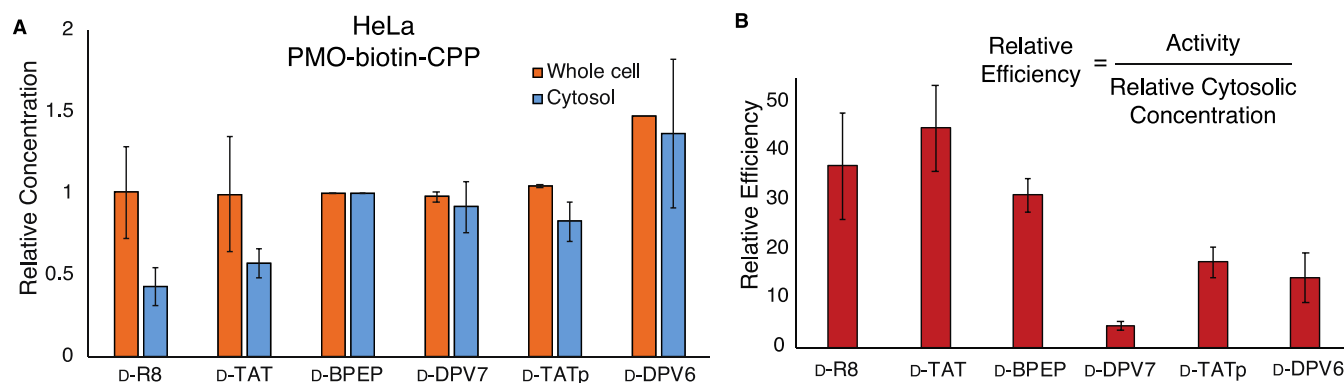 A
HeLa
PMO-biotin-CPP
Whole cell
Cytosol
Relative Concentration
2
1.5
1
0.5
0
D-R8 D-TAT D-BPEP D-DPV7 D-TATp D-DPV6
B
Relative Efficiency = Activity
Relative Cytosolic Concentration
Relative Efficiency
50
40
30
20
10
0
D-R8 D-TAT D-BPEP D-DPV7 D-TATp D-DPV6